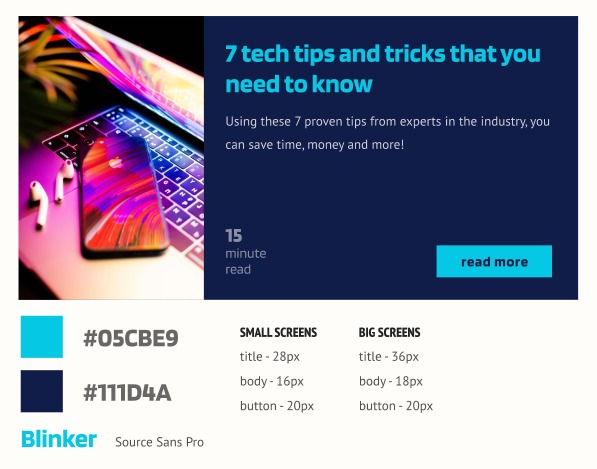 7 tech tips and tricks that you
need to know
Using these 7 proven tips from experts in the industry, you
can save time, money and more!
15
minute
read
read more
#05CBE9
#111D4A
Blinker
Source Sans Pro
SMALL SCREENS
title - 28px
body - 16px
button - 20px
BIG SCREENS
title - 36px
body - 18px
button - 20px